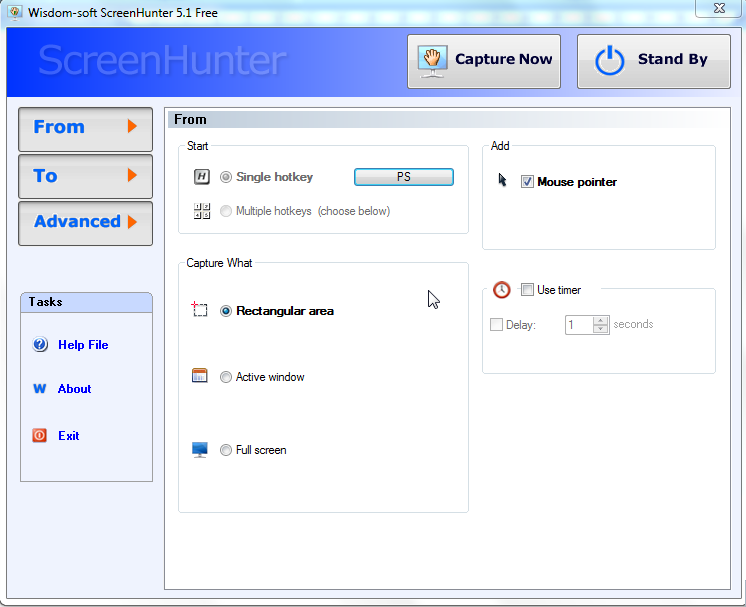 Wisdom-soft ScreenHunter 5.1 Free
ScreenHunter
Capture Now
Stand By
From
To
Advanced
Tasks
Help File
About
Exit
From
Start
Single hotkey
PS
Multiple hotkeys (choose below)
Add
Mouse pointer
Capture What
Rectangular area
Active window
Full screen
Use timer
Delay: 1 seconds